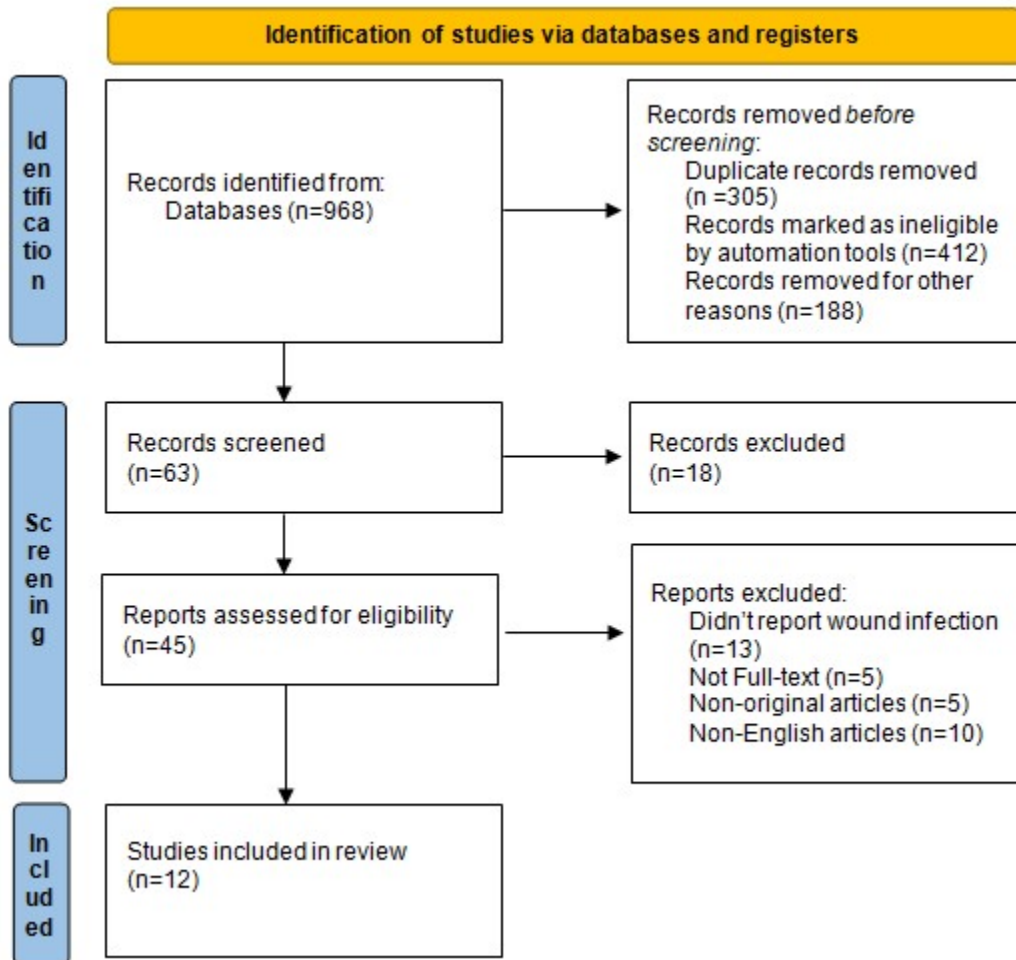 Identification of studies via databases and registers
Id
en
tifi
ca
tio
n
Records identified from:
Databases (n=968)
Records removed before
screening:
Duplicate records removed
(n =305)
Records marked as ineligible
by automation tools (n=412)
Records removed for other
reasons (n=188)
Sc
re
en
in
g
Records screened
(n=63)
Records excluded
(n=18)
Reports assessed for eligibility
(n=45)
Reports excluded:
Didn't report wound infection
(n=13)
Not Full-text (n=5)
Non-original articles (n=5)
Non-English articles (n=10)
In
cl
ud
ed
Studies included in review
(n=12)